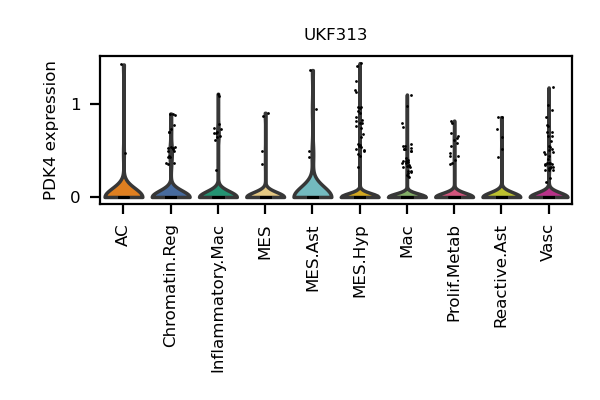 UKF313
PDK4 expression
1
0
AC
Chromatin.Reg
Inflammatory.Mac
MES
MES.Ast
MES.Hyp
Mac
Prolif.Metab
Reactive.Ast
Vasc